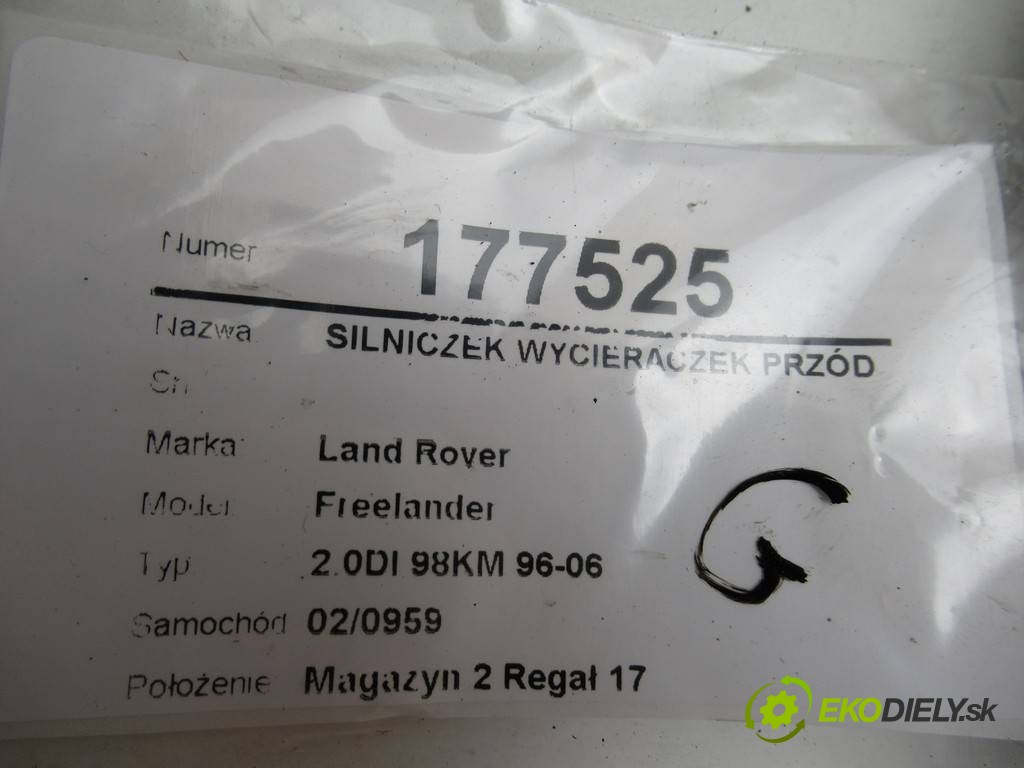 Numer 177525
Nazwa SILNICZEK WYCIERACZEK PRZÓD
Sn
Marka Land Rover
Model Freelander
Typ 2.0DI 98KM 96-06
Samochód 02/0959
Położenie Magazyn 2 Regał 17
G
EKODIELY.sk